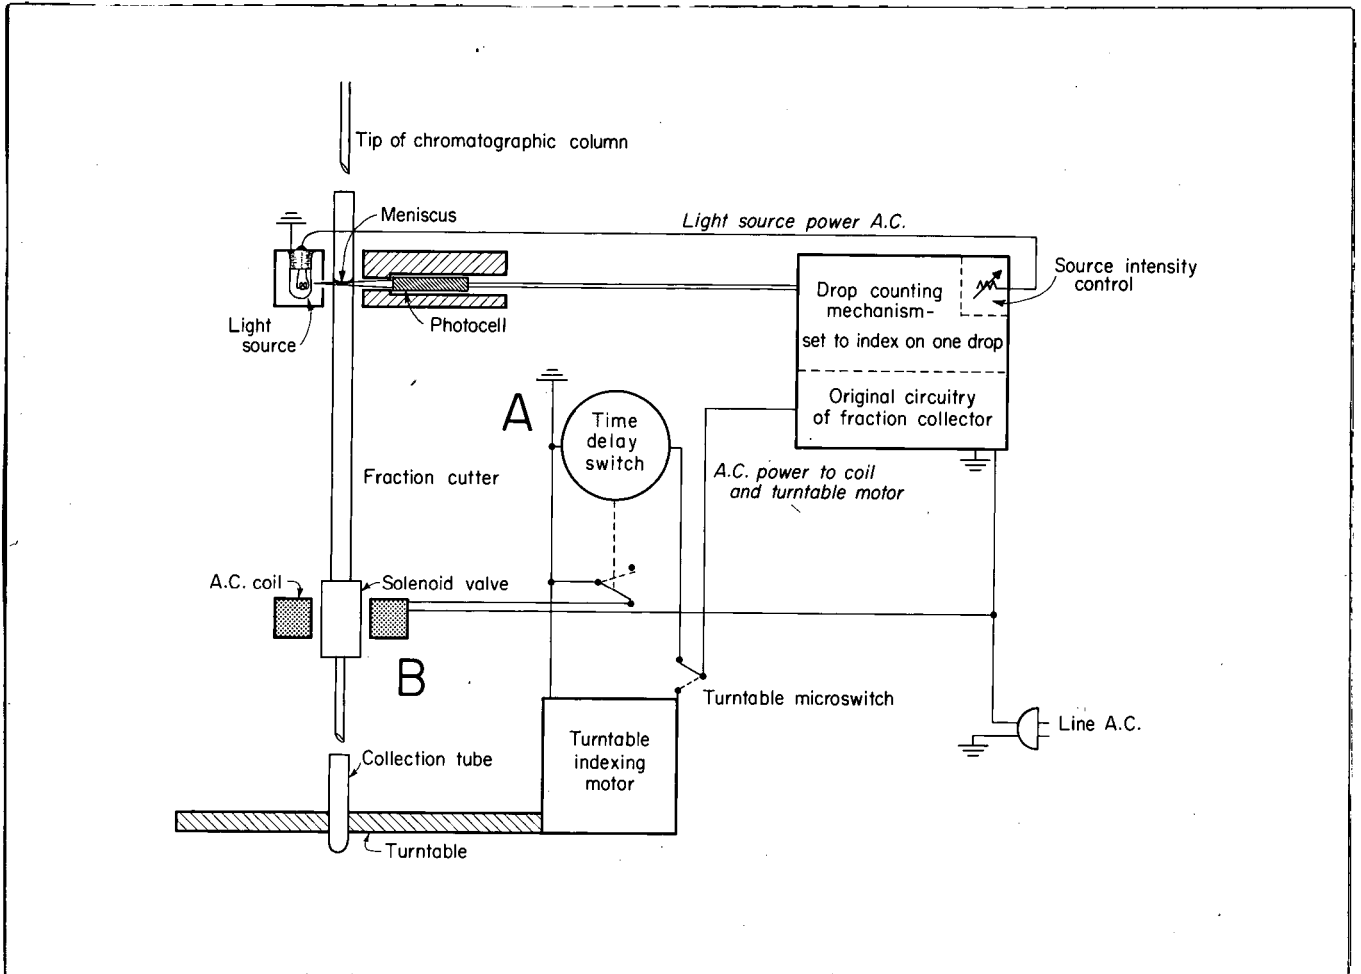 Tip of chromatographic column
Meniscus
Light source power A.C.
Source intensity
control
Drop counting
mechanism-
set to index on one drop
Light
source
Photocell
Original circuitry
of fraction collector
A
Time
delay
switch
A.C. power to coil
and turntable motor
Fraction cutter
A.C. coil
Solenoid valve
B
Turntable microswitch
Line A.C.
Turntable
indexing
motor
Collection tube
Turntable